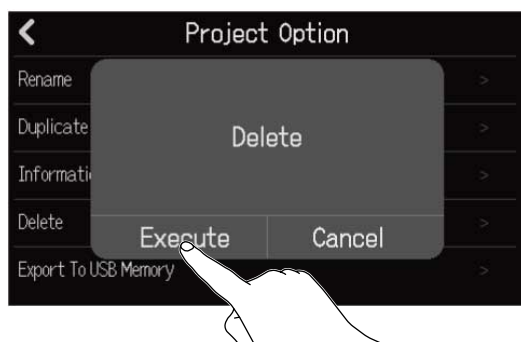 Project Option
Rename
Duplicate
Delete
Informati
Delete
Execute Cancel
Export To USB Memory